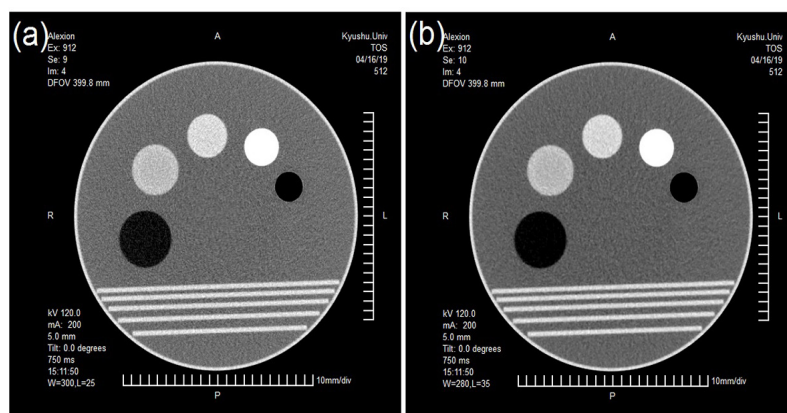 (a)
Alexion
Ex: 912
Se: 9
Im: 4
DFOV 399.8 mm
A
Kyushu.Univ
TOS
04/16/19
512
R
L
kV 120.0
mA: 200
5.0 mm
Tilt: 0.0 degrees
750 ms
15:11:50
W=300,L=25
10mm/div
P
(b)
Alexion
Ex: 912
Se: 10
Im: 4
DFOV 399.8 mm
A
Kyushu.Univ
TOS
04/16/19
512
R
L
kV 120.0
mA: 200
5.0 mm
Tilt: 0.0 degrees
750 ms
15:11:50
W=280,L=35
10mm/div
P